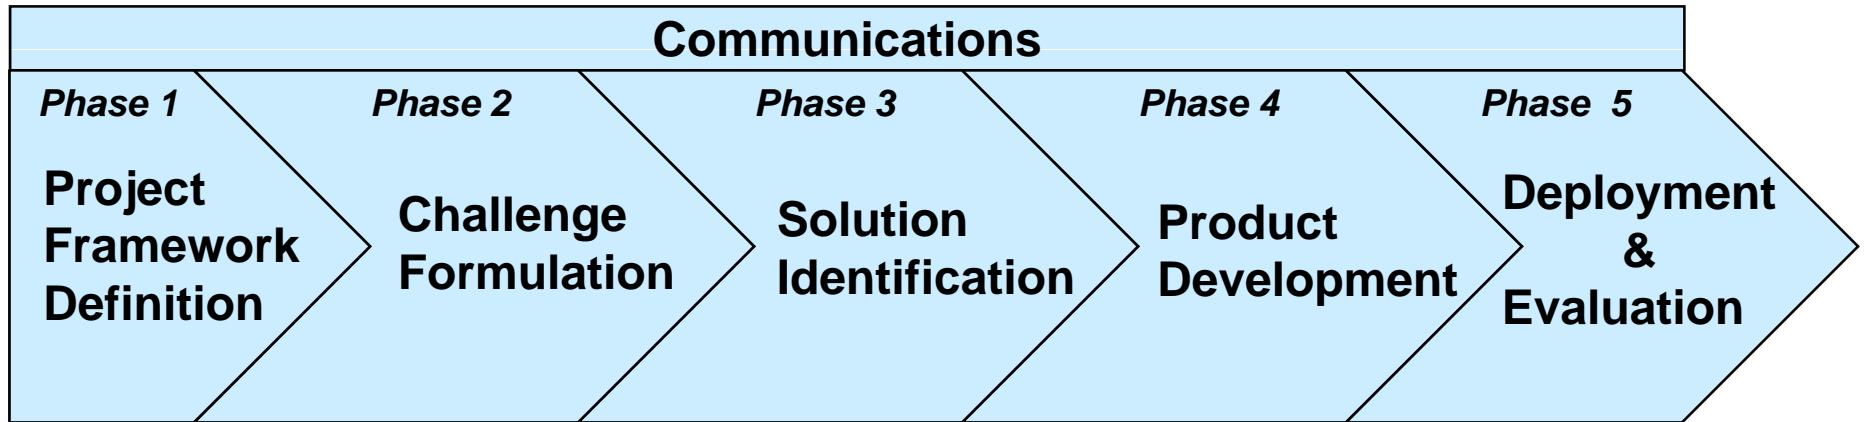 Communications
Phase 1
Project
Framework
Definition
Phase 2
Challenge
Formulation
Phase 3
Solution
Identification
Phase 4
Product
Development
Phase 5
Deployment
&
Evaluation